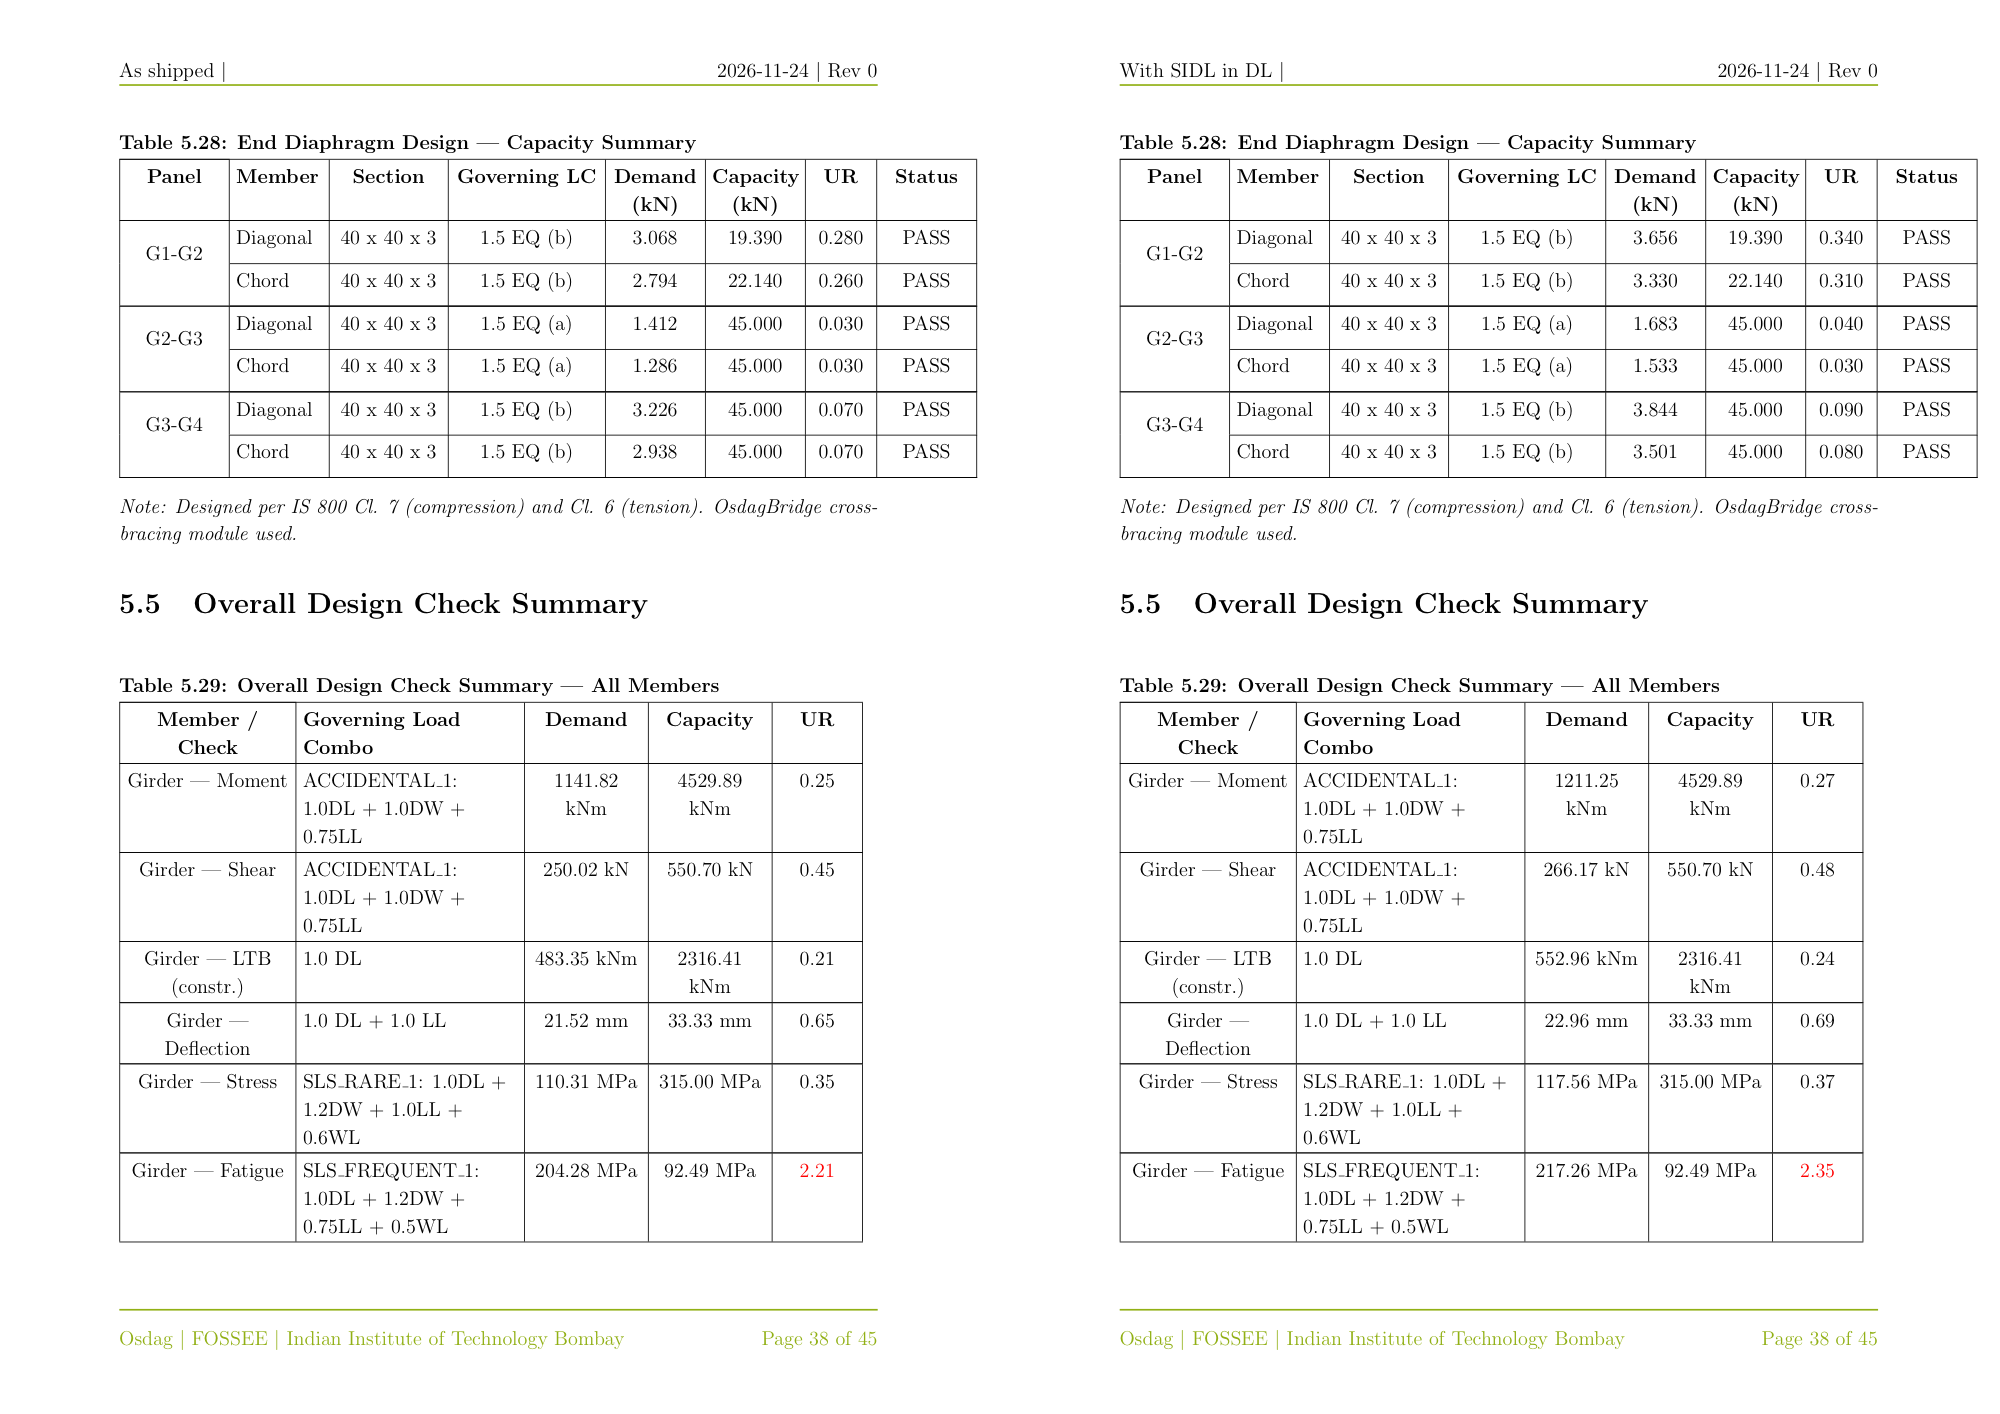 As shipped | 2026-11-24 | Rev 0
Table 5.28: End Diaphragm Design — Capacity Summary
Panel Member Section Governing LC Demand (kN) Capacity (kN) UR Status
G1-G2 Diagonal 40 x 40 x 3 1.5 EQ (b) 3.068 19.390 0.280 PASS
Chord 40 x 40 x 3 1.5 EQ (b) 2.794 22.140 0.260 PASS
G2-G3 Diagonal 40 x 40 x 3 1.5 EQ (a) 1.412 45.000 0.030 PASS
Chord 40 x 40 x 3 1.5 EQ (a) 1.286 45.000 0.030 PASS
G3-G4 Diagonal 40 x 40 x 3 1.5 EQ (b) 3.226 45.000 0.070 PASS
Chord 40 x 40 x 3 1.5 EQ (b) 2.938 45.000 0.070 PASS
Note: Designed per IS 800 Cl. 7 (compression) and Cl. 6 (tension). OsdagBridge cross-
bracing module used.
5.5 Overall Design Check Summary
Table 5.29: Overall Design Check Summary — All Members
Member / Governing Load Demand Capacity UR
Check Combo
Girder — Moment ACCIDENTAL_1: 1141.82 4529.89 0.25
1.0DL + 1.0DW + kNm kNm
0.75LL
Girder — Shear ACCIDENTAL_1: 250.02 kN 550.70 kN 0.45
1.0DL + 1.0DW +
0.75LL
Girder — LTB 1.0 DL 483.35 kNm 2316.41 0.21
(constr.) kNm
Girder — 1.0 DL + 1.0 LL 21.52 mm 33.33 mm 0.65
Deflection
Girder — Stress SLS_RARE_1: 1.0DL + 110.31 MPa 315.00 MPa 0.35
1.2DW + 1.0LL +
0.6WL
Girder — Fatigue SLS_FREQUENT_1: 204.28 MPa 92.49 MPa 2.21
1.0DL + 1.2DW +
0.75LL + 0.5WL
Osdag | FOSSEE | Indian Institute of Technology Bombay Page 38 of 45
With SIDL in DL | 2026-11-24 | Rev 0
Table 5.28: End Diaphragm Design — Capacity Summary
Panel Member Section Governing LC Demand (kN) Capacity (kN) UR Status
G1-G2 Diagonal 40 x 40 x 3 1.5 EQ (b) 3.656 19.390 0.340 PASS
Chord 40 x 40 x 3 1.5 EQ (b) 3.330 22.140 0.310 PASS
G2-G3 Diagonal 40 x 40 x 3 1.5 EQ (a) 1.683 45.000 0.040 PASS
Chord 40 x 40 x 3 1.5 EQ (a) 1.533 45.000 0.030 PASS
G3-G4 Diagonal 40 x 40 x 3 1.5 EQ (b) 3.844 45.000 0.090 PASS
Chord 40 x 40 x 3 1.5 EQ (b) 3.501 45.000 0.080 PASS
Note: Designed per IS 800 Cl. 7 (compression) and Cl. 6 (tension). OsdagBridge cross-
bracing module used.
5.5 Overall Design Check Summary
Table 5.29: Overall Design Check Summary — All Members
Member / Governing Load Demand Capacity UR
Check Combo
Girder — Moment ACCIDENTAL_1: 1211.25 4529.89 0.27
1.0DL + 1.0DW + kNm kNm
0.75LL
Girder — Shear ACCIDENTAL_1: 266.17 kN 550.70 kN 0.48
1.0DL + 1.0DW +
0.75LL
Girder — LTB 1.0 DL 552.96 kNm 2316.41 0.24
(constr.) kNm
Girder — 1.0 DL + 1.0 LL 22.96 mm 33.33 mm 0.69
Deflection
Girder — Stress SLS_RARE_1: 1.0DL + 117.56 MPa 315.00 MPa 0.37
1.2DW + 1.0LL +
0.6WL
Girder — Fatigue SLS_FREQUENT_1: 217.26 MPa 92.49 MPa 2.35
1.0DL + 1.2DW +
0.75LL + 0.5WL
Osdag | FOSSEE | Indian Institute of Technology Bombay Page 38 of 45